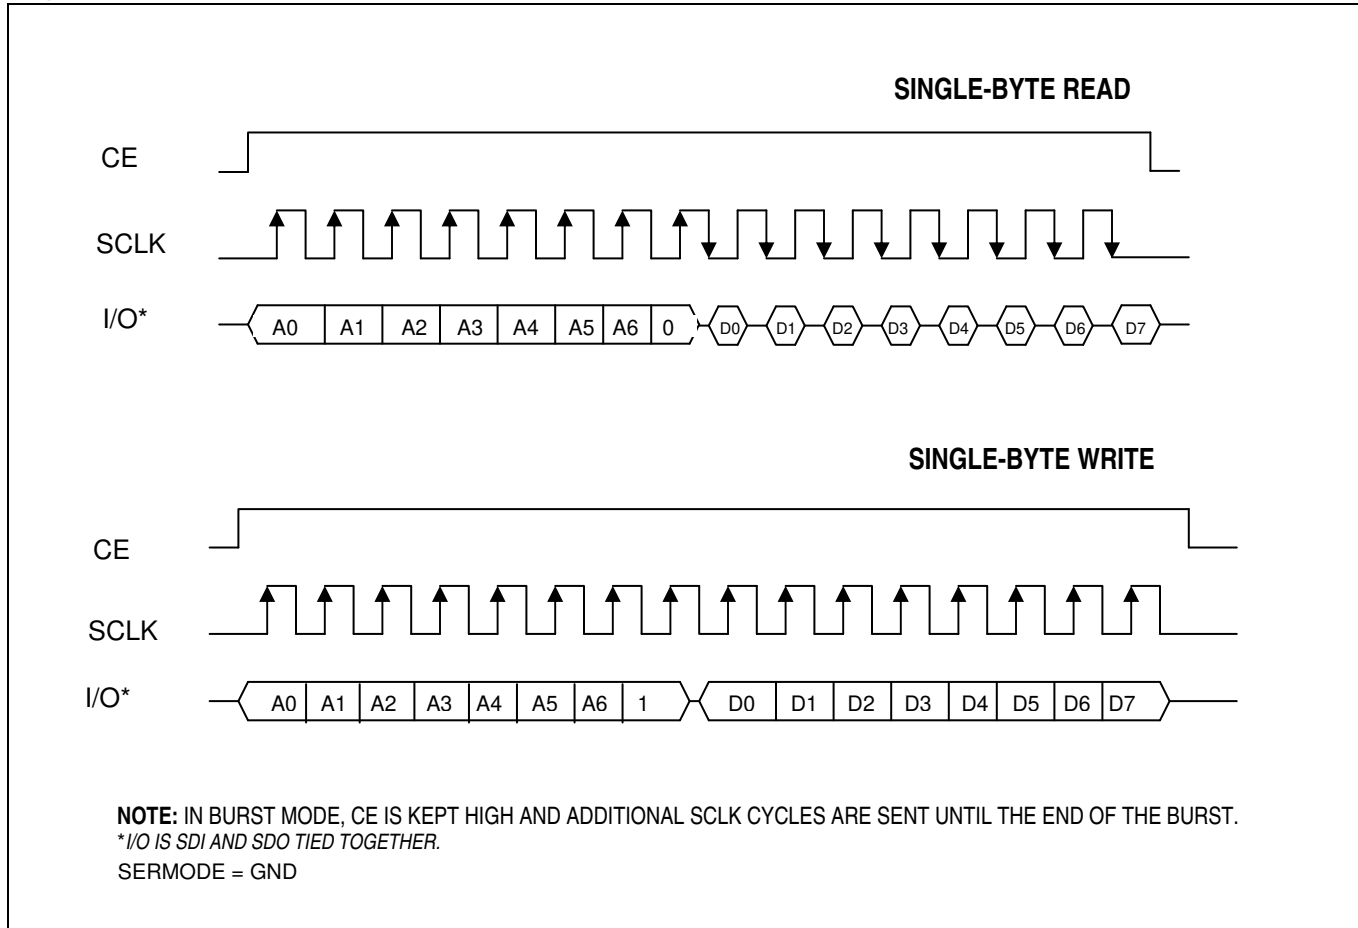 SINGLE-BYTE READ
CE
SCLK
I/O*
A0 A1 A2 A3 A4 A5 A6 0 D0 D1 D2 D3 D4 D5 D6 D7
SINGLE-BYTE WRITE
CE
SCLK
I/O*
A0 A1 A2 A3 A4 A5 A6 1 D0 D1 D2 D3 D4 D5 D6 D7
NOTE: IN BURST MODE, CE IS KEPT HIGH AND ADDITIONAL SCLK CYCLES ARE SENT UNTIL THE END OF THE BURST.
*I/O IS SDI AND SDO TIED TOGETHER.
SERMODE = GND